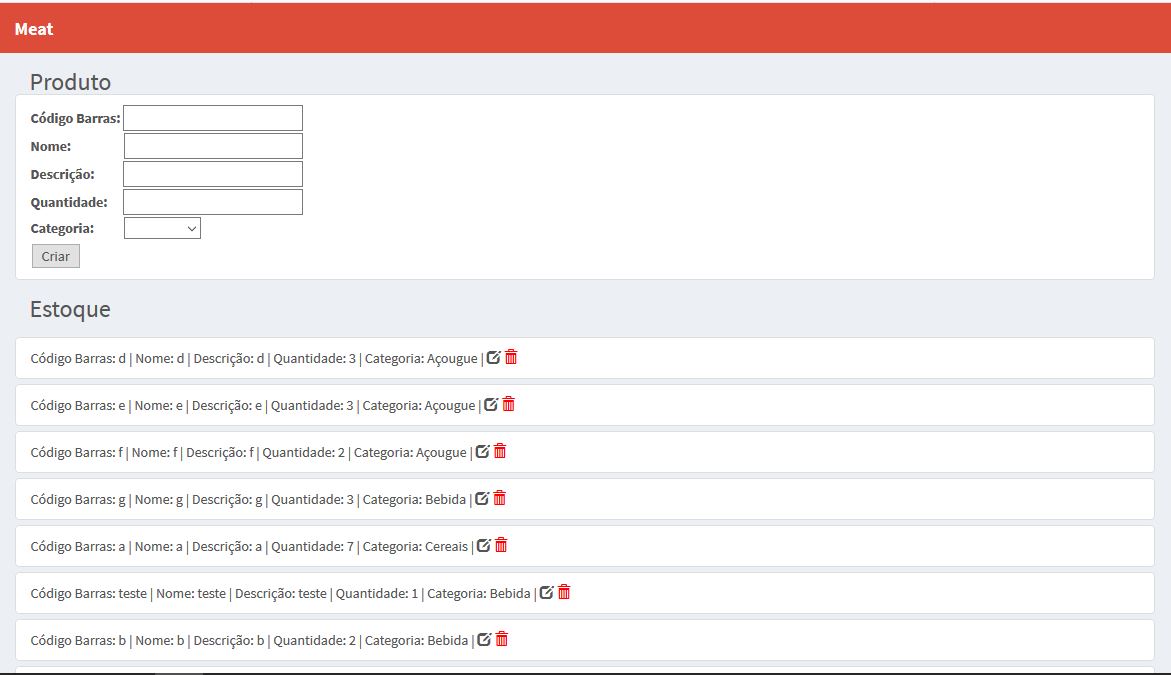 Meat
Produto
Código Barras:
Nome:
Descrição:
Quantidade:
Categoria:
Criar
Estoque
Código Barras: d | Nome: d | Descrição: d | Quantidade: 3 | Categoria: Açougue |
Código Barras: e | Nome: e | Descrição: e | Quantidade: 3 | Categoria: Açougue |
Código Barras: f | Nome: f | Descrição: f | Quantidade: 2 | Categoria: Açougue |
Código Barras: g | Nome: g | Descrição: g | Quantidade: 3 | Categoria: Bebida |
Código Barras: a | Nome: a | Descrição: a | Quantidade: 7 | Categoria: Cereais |
Código Barras: teste | Nome: teste | Descrição: teste | Quantidade: 1 | Categoria: Bebida |
Código Barras: b | Nome: b | Descrição: b | Quantidade: 2 | Categoria: Bebida |